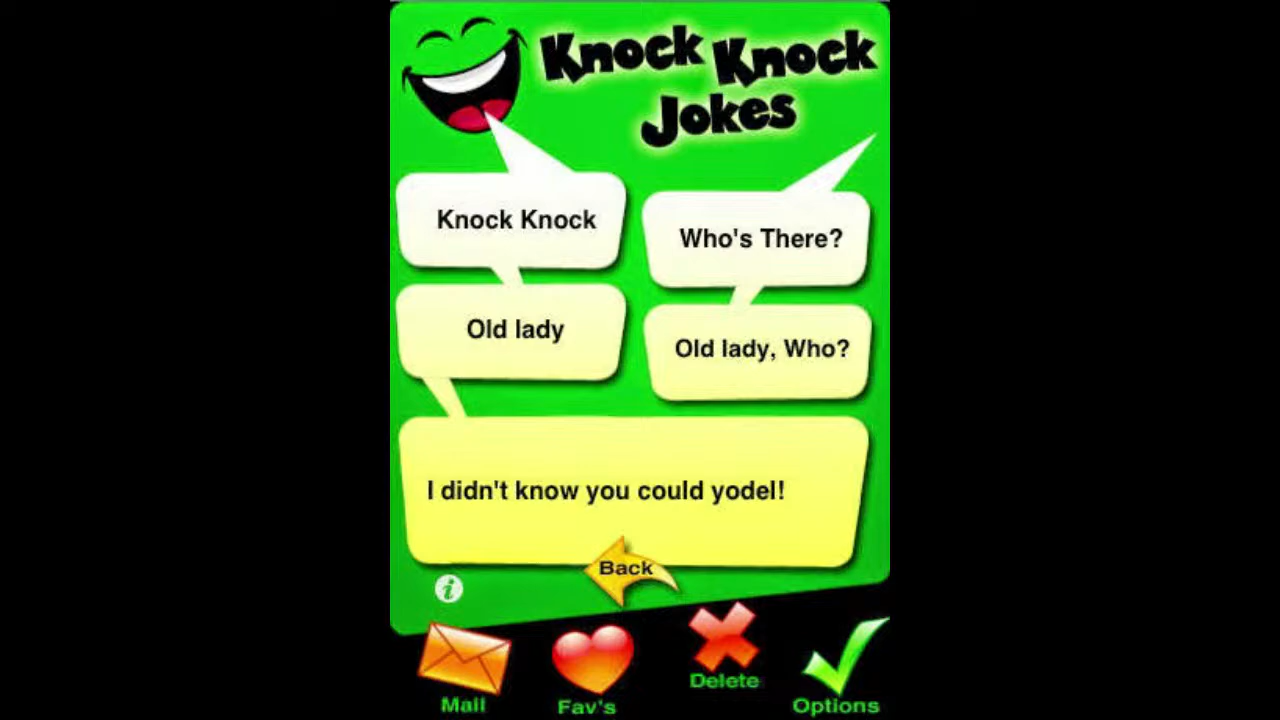 Knock Knock
Jokes
Knock Knock
Who's There?
Old lady
Old lady, Who?
I didn't know you could yodel!
Back
i
Mail
Fav's
Delete
Options